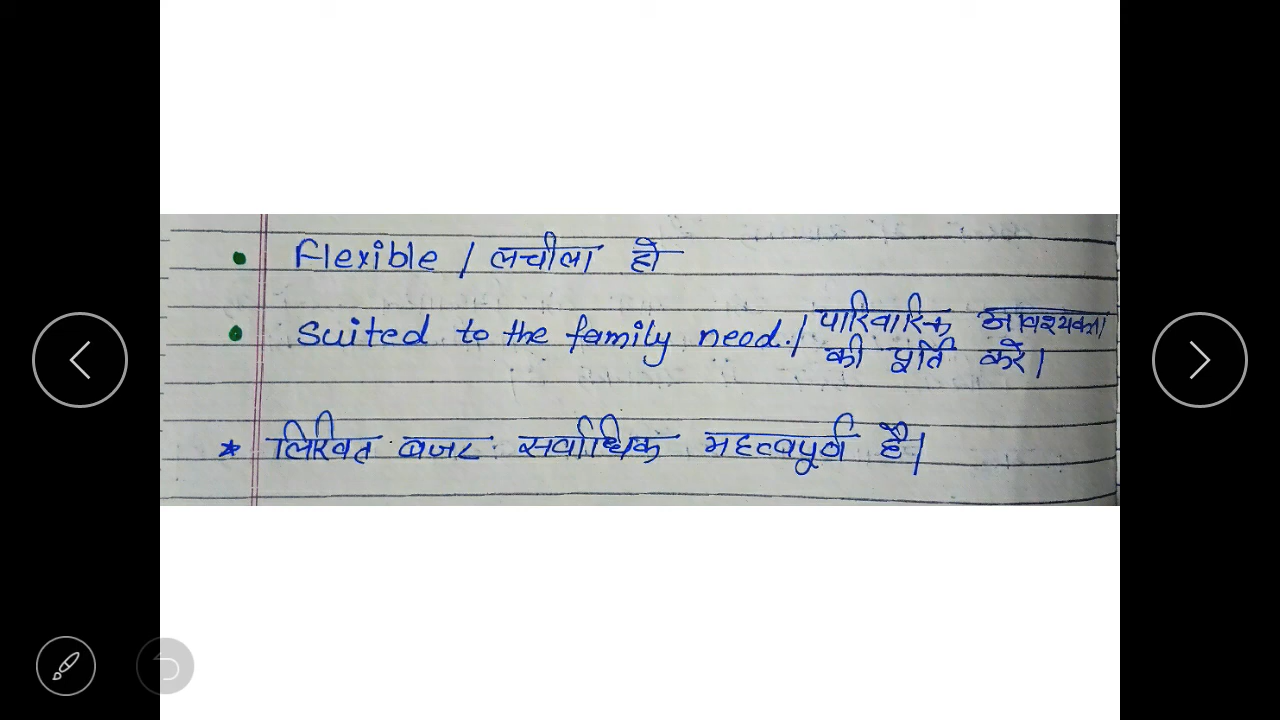 • Flexible / लचीला हो
• Suited to the family need. / पारिवारिक आवश्यकता
की पूर्ति करे।
* लिखित बजट सर्वाधिक महत्वपूर्ण है।